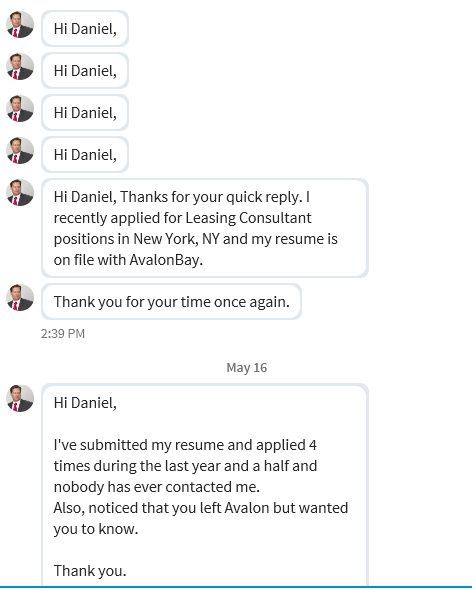 Hi Daniel,
Hi Daniel,
Hi Daniel,
Hi Daniel,
Hi Daniel, Thanks for your quick reply. I
recently applied for Leasing Consultant
positions in New York, NY and my resume is
on file with AvalonBay.
Thank you for your time once again.
2:39 PM
May 16
Hi Daniel,
I've submitted my resume and applied 4
times during the last year and a half and
nobody has ever contacted me.
Also, noticed that you left Avalon but wanted
you to know.
Thank you.